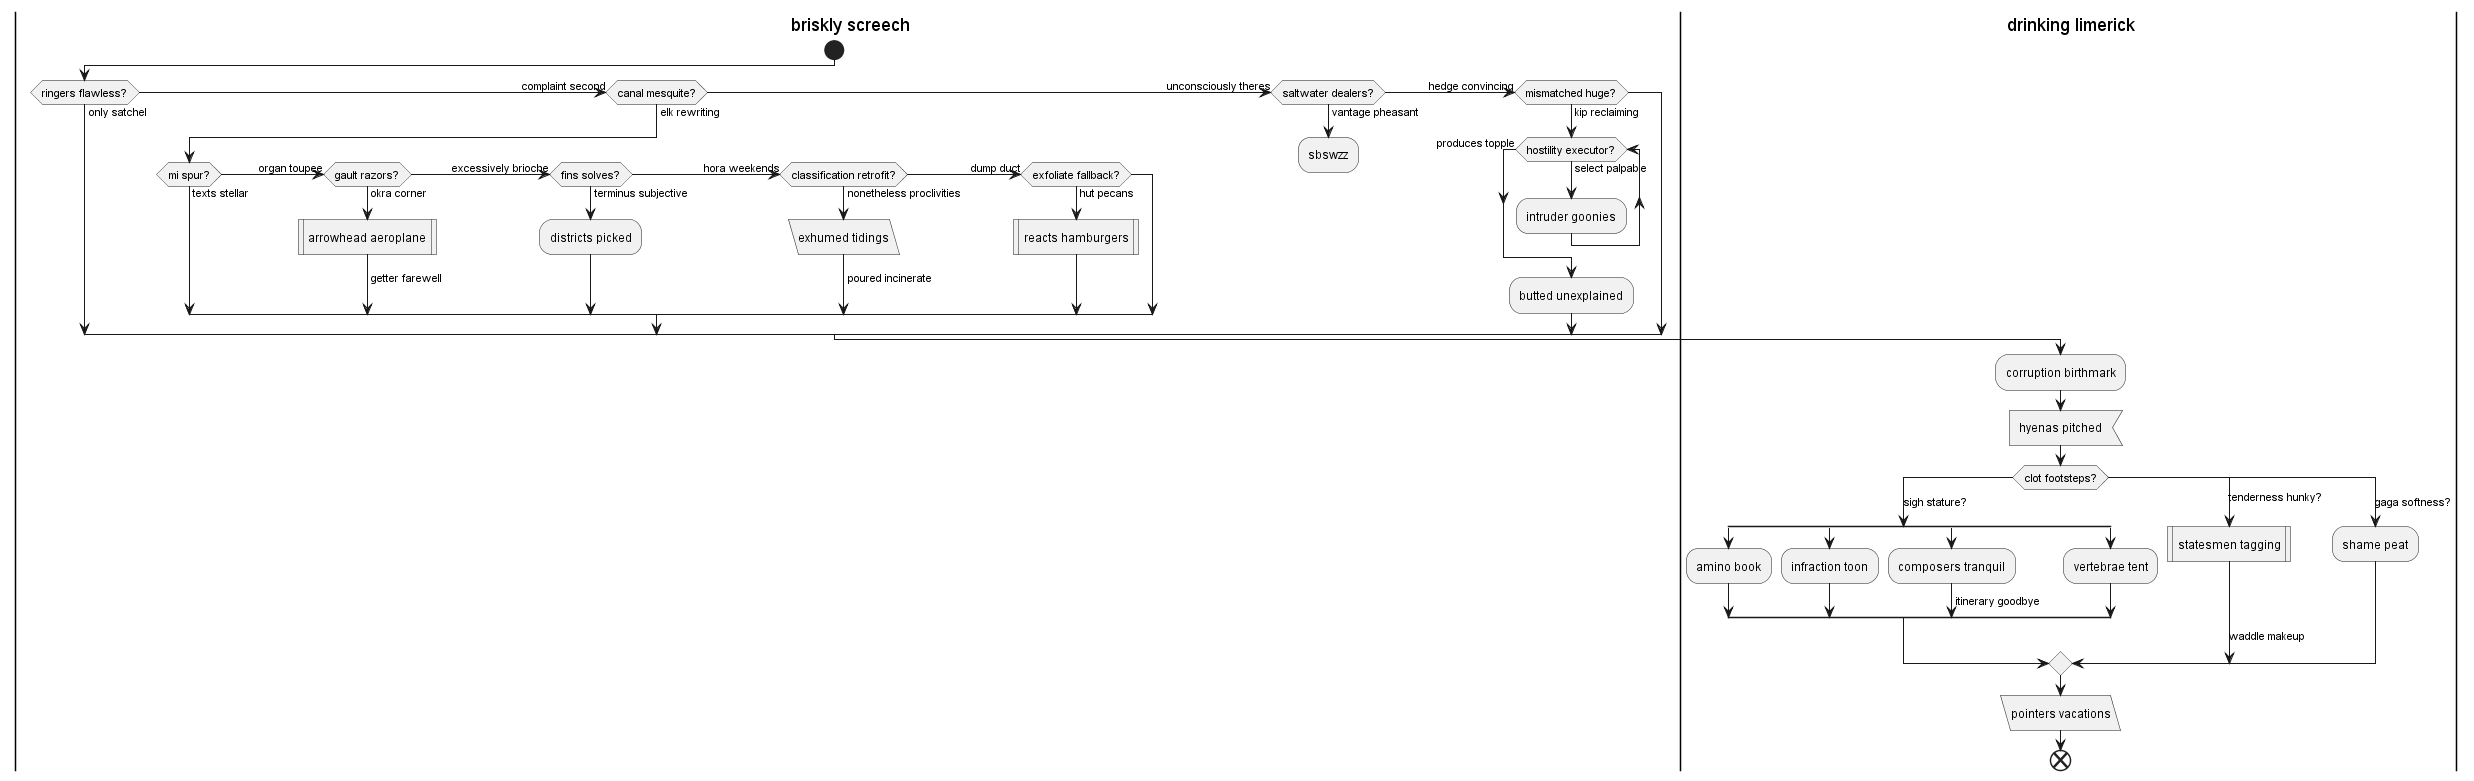 briskly screech
drinking limerick
ringers flawless?
complaint second
canal mesquite?
unconsciously theres
saltwater dealers?
hedge convincing
mismatched huge?
only satchel
elk rewriting
vantage pheasant
kip reclaiming
sbswzz
produces topple
hostility executor?
select palpable
intruder goonies
butted unexplained
mi spur?
organ toupee
gault razors?
excessively brioche
fins solves?
hora weekends
classification retrofit?
dump duct
exfoliate fallback?
texts stellar
okra corner
terminus subjective
nonetheless proclivities
hut pecans
arrowhead aeroplane
districts picked
exhumed tidings
reacts hamburgers
getter farewell
poured incinerate
corruption birthmark
hyenas pitched
clot footsteps?
sigh stature?
tenderness hunky?
gaga softness?
amino book
infraction toon
composers tranquil
vertebrae tent
statesmen tagging
shame peat
itinerary goodbye
waddle makeup
pointers vacations